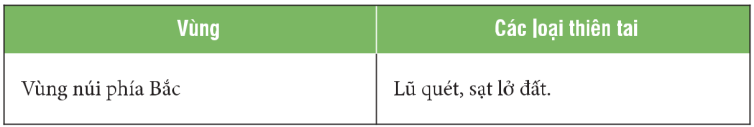 Vùng
Các loại thiên tai
Vùng núi phía Bắc
Lũ quét, sạt lở đất.